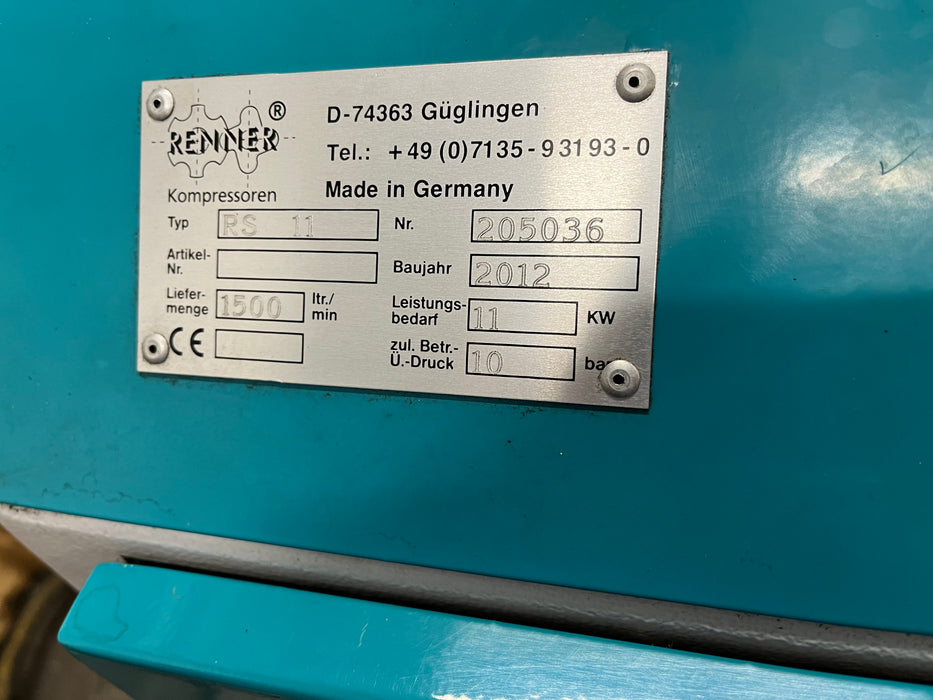 RENNER ®
Kompressoren
D-74363 Güglingen
Tel.: +49 (0)7135-93193-0
Made in Germany
Typ RS 11
Nr. 205036
Artikel-
Nr.
Baujahr 2012
Liefer-
menge 1500 ltr./
min
Leistungs-
bedarf 11 KW
CE
zul. Betr.-
Ü.-Druck 10 bar